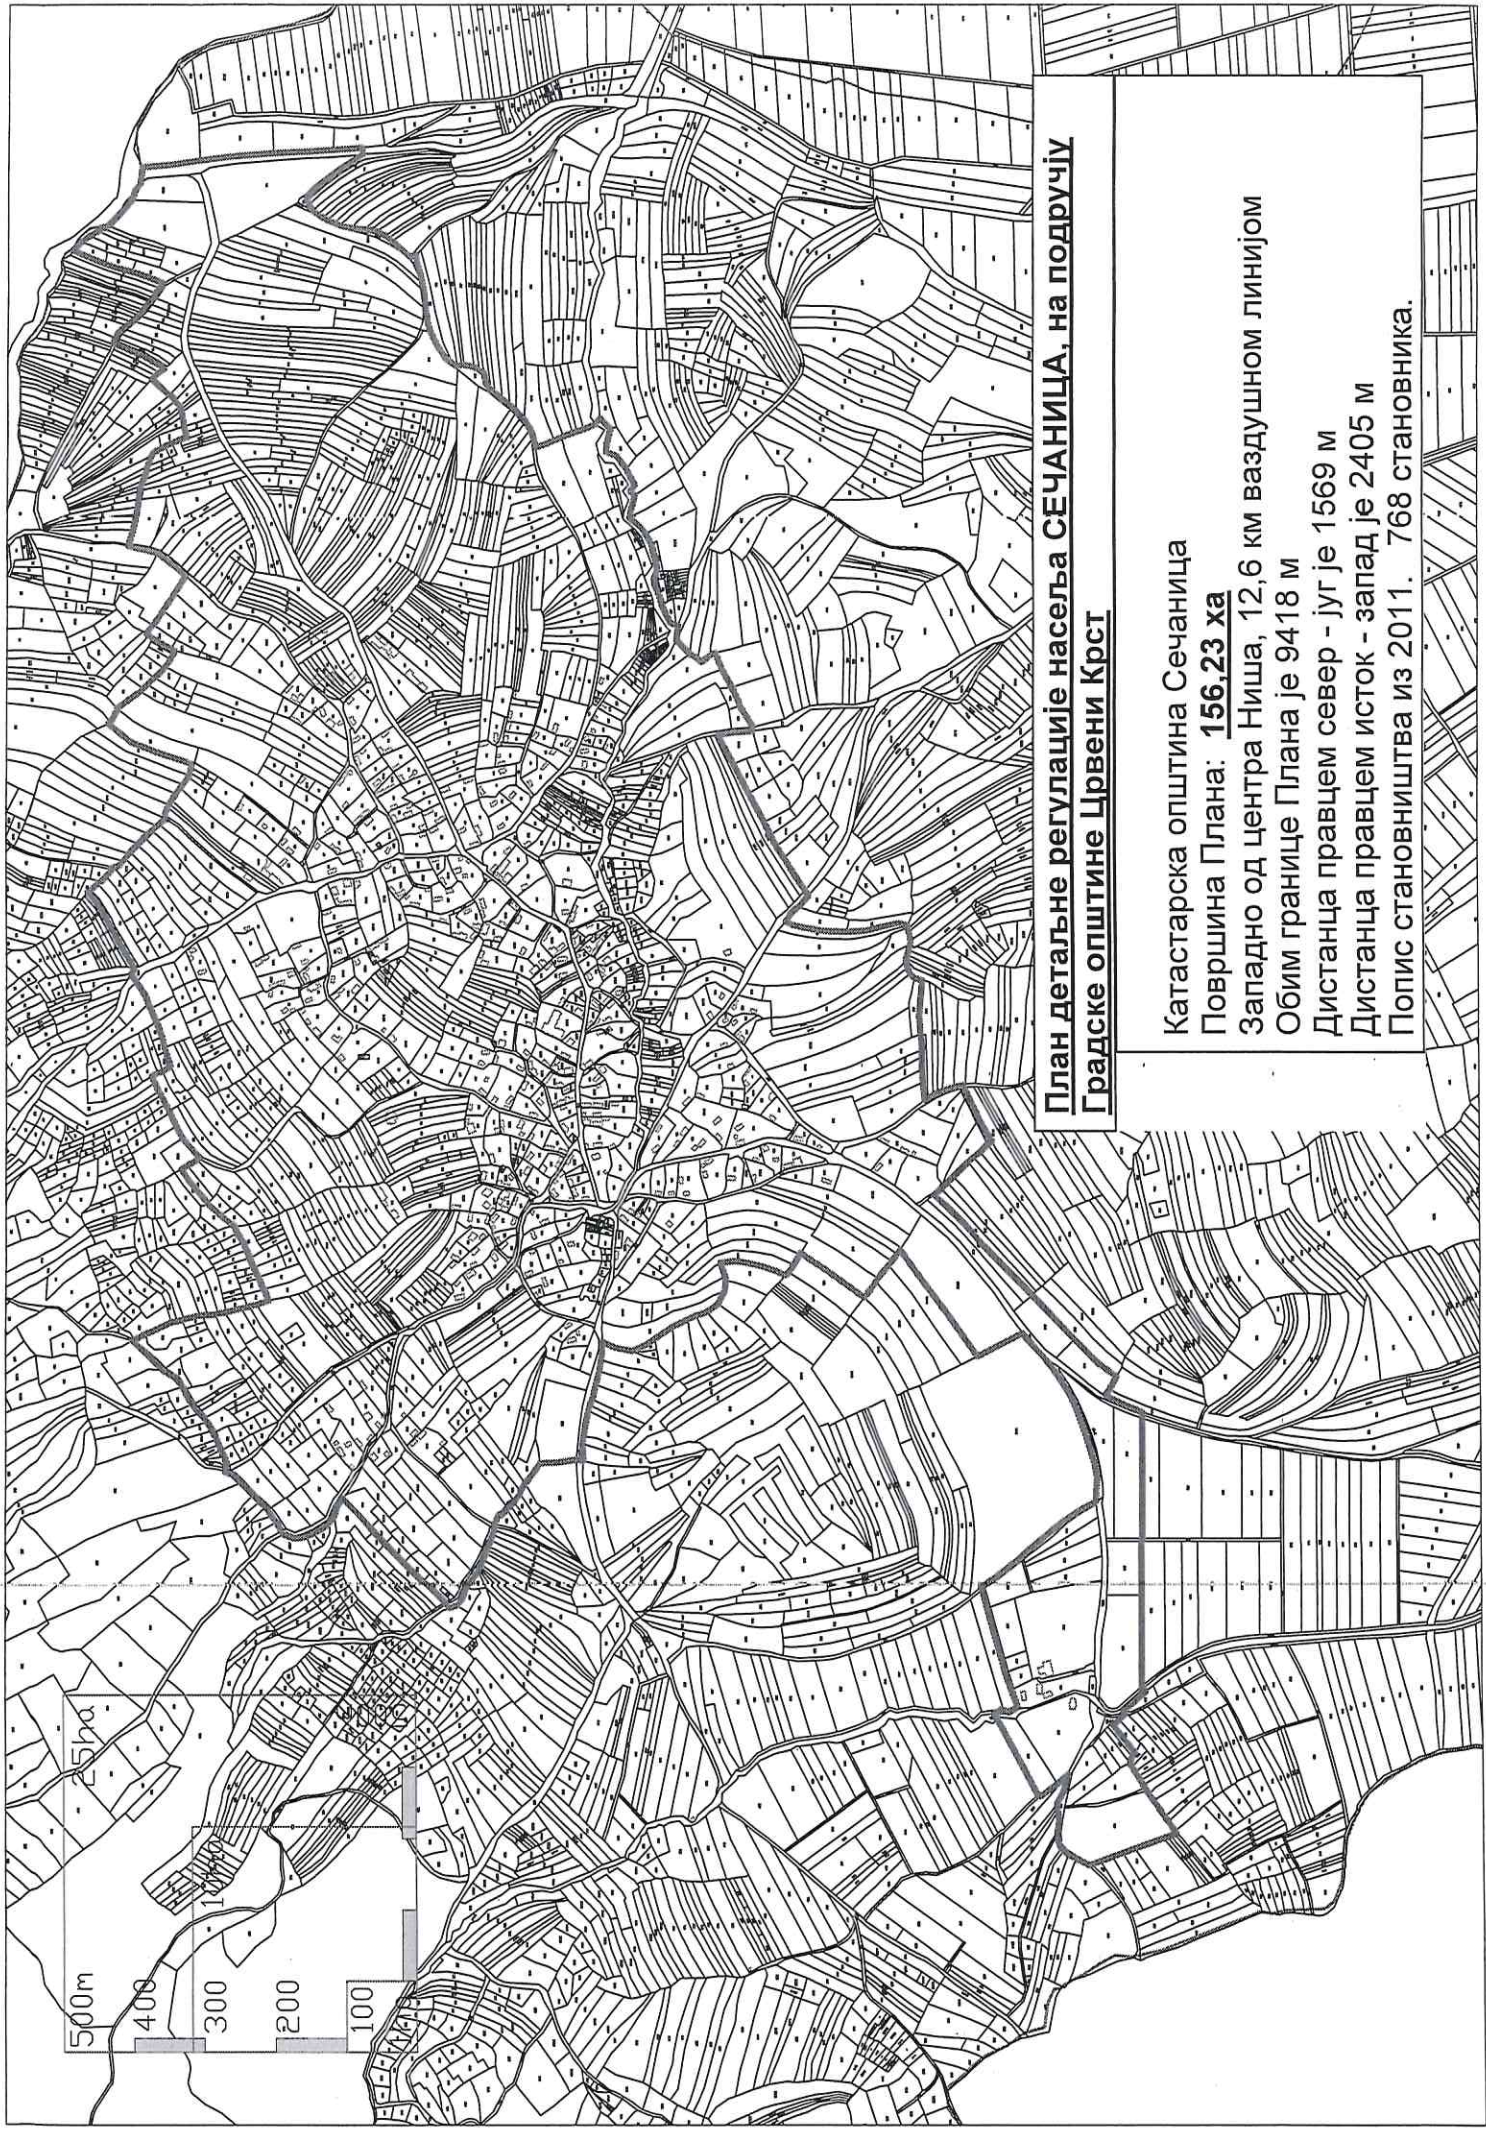 План детаљне регулације насеља СЕЧАНИЦА, на подручју
Градске општине Црвени Крст
Катастарска општина Сечаница
Површина Плана: 156,23 ха
Западно од центра Ниша, 12,6 км ваздушном линијом
Обим границе Плана је 9418 м
Дистанца правцем север - југ је 1569 м
Дистанца правцем исток - запад је 2405 м
Попис становништва из 2011. 768 становника.
500m
25ha
400
300
200
100